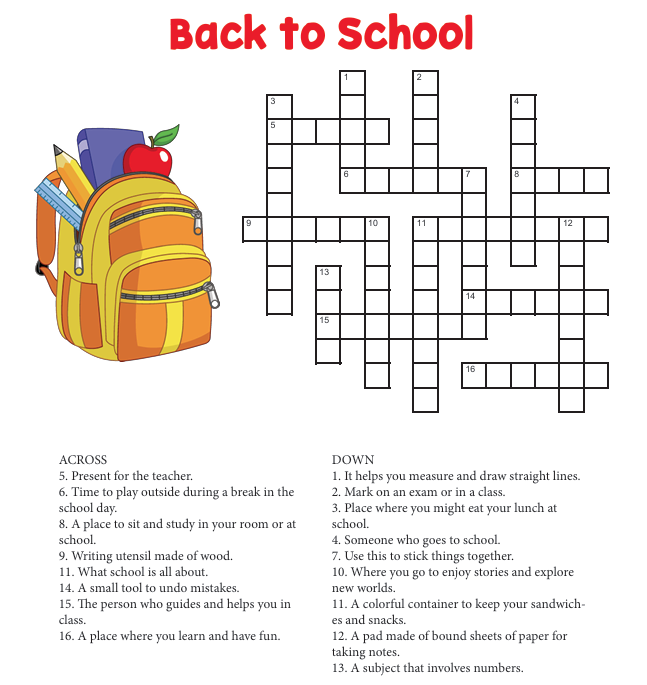 Back to School
1 2
3 4
5
6 7 8
9 10 11 12
13
14
15
16
ACROSS
5. Present for the teacher.
6. Time to play outside during a break in the
school day.
8. A place to sit and study in your room or at
school.
9. Writing utensil made of wood.
11. What school is all about.
14. A small tool to undo mistakes.
15. The person who guides and helps you in
class.
16. A place where you learn and have fun.
DOWN
1. It helps you measure and draw straight lines.
2. Mark on an exam or in a class.
3. Place where you might eat your lunch at
school.
4. Someone who goes to school.
7. Use this to stick things together.
10. Where you go to enjoy stories and explore
new worlds.
11. A colorful container to keep your sandwich-
es and snacks.
12. A pad made of bound sheets of paper for
taking notes.
13. A subject that involves numbers.